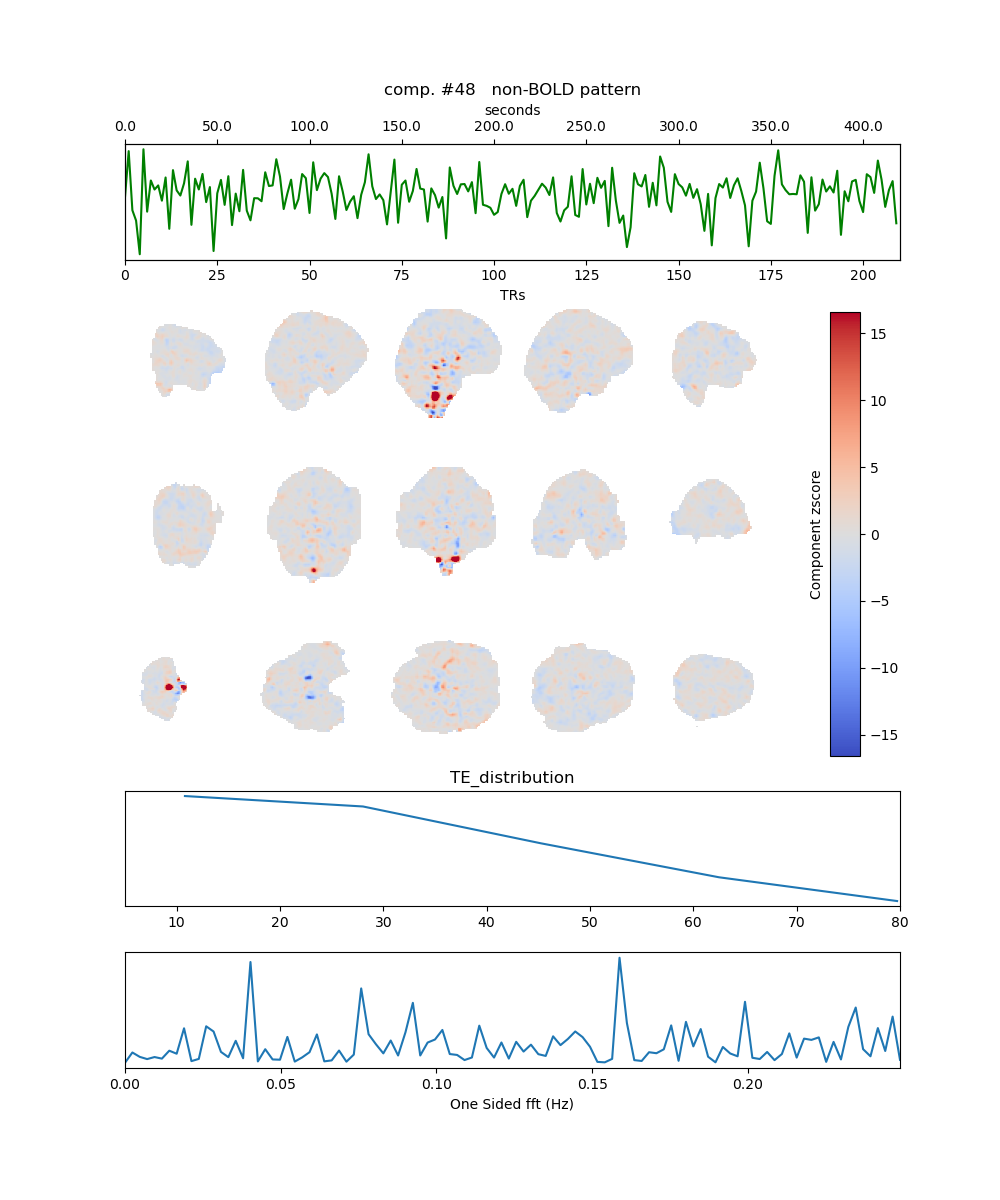 comp. #48   non-BOLD pattern
seconds
0.0 50.0 100.0 150.0 200.0 250.0 300.0 350.0 400.0
0 25 50 75 100 125 150 175 200
TRs
15
10
5
0
−5
−10
−15
Component zscore
TE_distribution
10 20 30 40 50 60 70 80
0.00 0.05 0.10 0.15 0.20
One Sided fft (Hz)